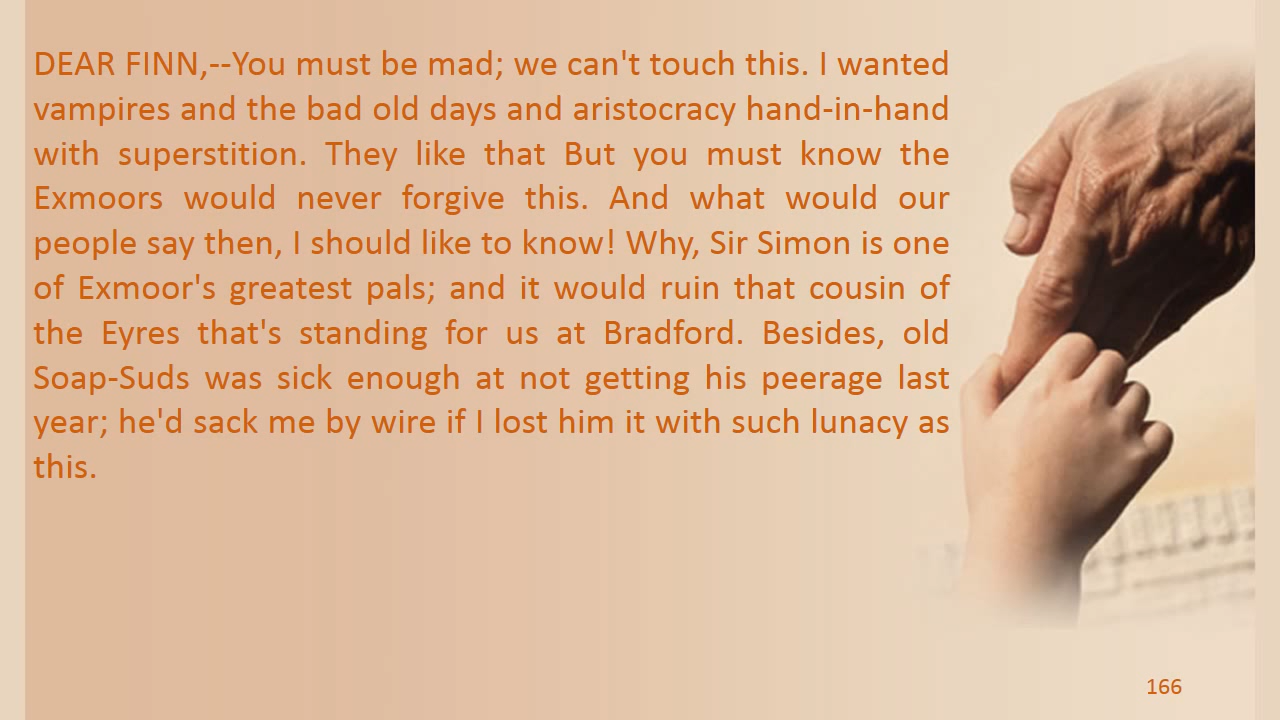 DEAR FINN,--You must be mad; we can't touch this. I wanted
vampires and the bad old days and aristocracy hand-in-hand
with superstition. They like that But you must know the
Exmoors would never forgive this. And what would our
people say then, I should like to know! Why, Sir Simon is one
of Exmoor's greatest pals; and it would ruin that cousin of
the Eyres that's standing for us at Bradford. Besides, old
Soap-Suds was sick enough at not getting his peerage last
year; he'd sack me by wire if I lost him it with such lunacy as
this.
166